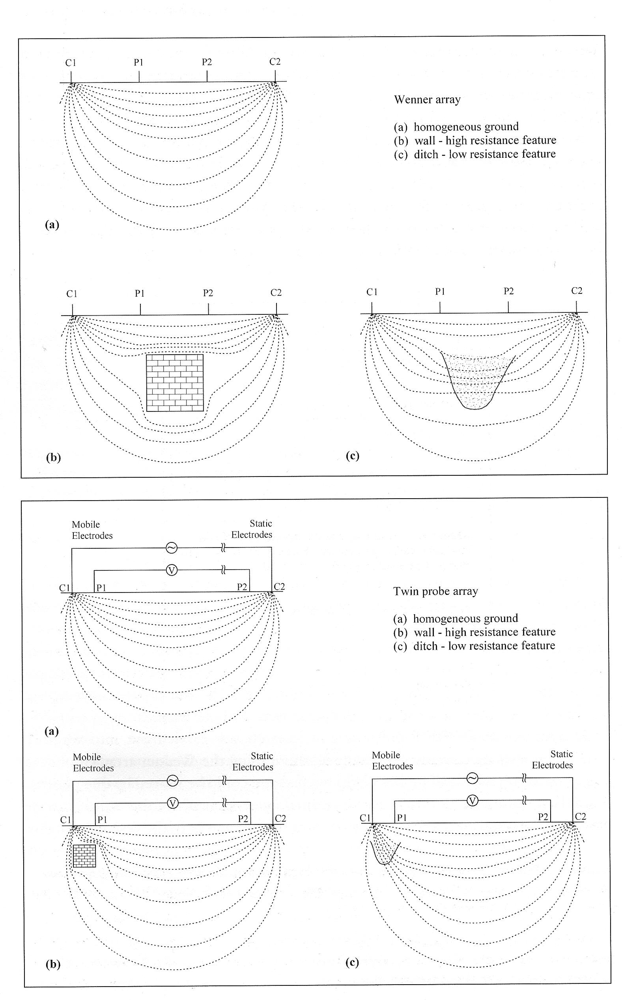 C1 P1 P2 C2
Wenner array
(a) homogeneous ground
(b) wall - high resistance feature
(c) ditch - low resistance feature
(a)
C1 P1 P2 C2
C1 P1 P2 C2
(b)
(c)
Mobile
Electrodes
Static
Electrodes
V
C1 P1 P2 C2
Twin probe array
(a) homogeneous ground
(b) wall - high resistance feature
(c) ditch - low resistance feature
(a)
Mobile
Electrodes
Static
Electrodes
V
C1 P1 P2 C2
(b)
Mobile
Electrodes
Static
Electrodes
V
C1 P1 P2 C2
(c)